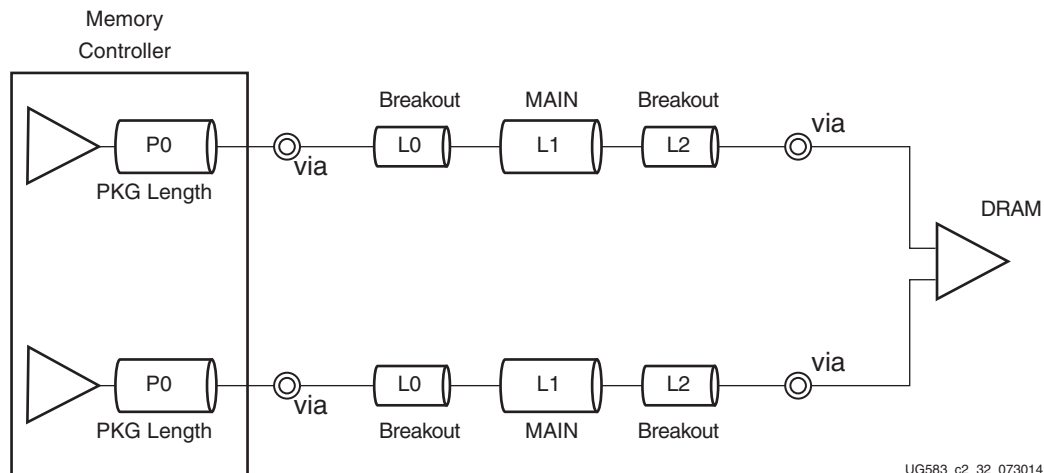 Memory
Controller
Breakout MAIN Breakout
via
P0 L0 L1 L2
via
PKG Length
DRAM
via
P0 L0 L1 L2
via
PKG Length Breakout MAIN Breakout
UG583_c2_32_073014